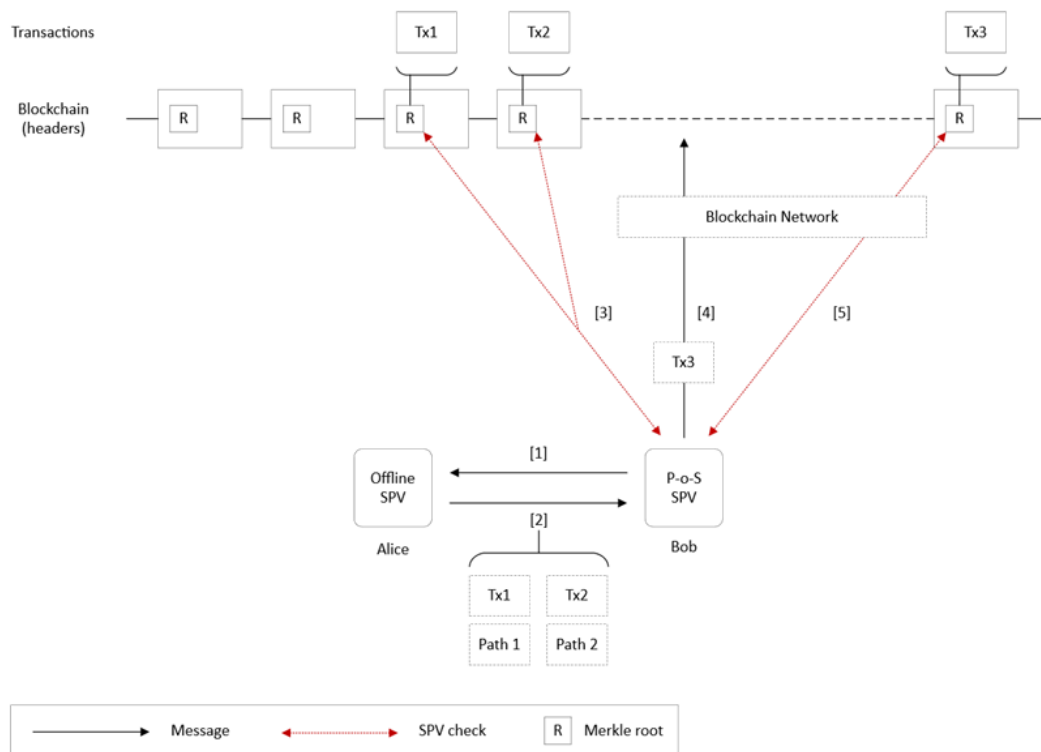 Transactions
Tx1
Tx2
Tx3
Blockchain
(headers)
R
R
R
R
R
Blockchain Network
[3]
[4]
[5]
Tx3
[1]
Offline
SPV
P-o-S
SPV
[2]
Alice
Bob
Tx1
Tx2
Path 1
Path 2
Message
SPV check
R
Merkle root